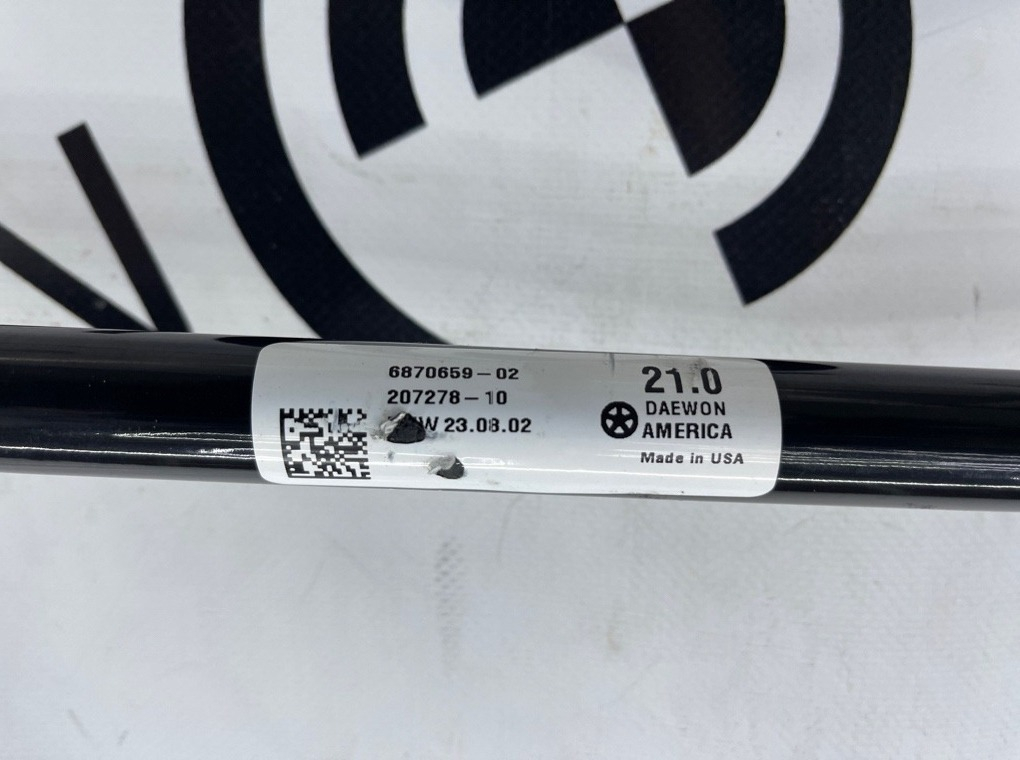 6870659-02
207278-10
23.08.02
21.0
DAEWON
AMERICA
Made in USA